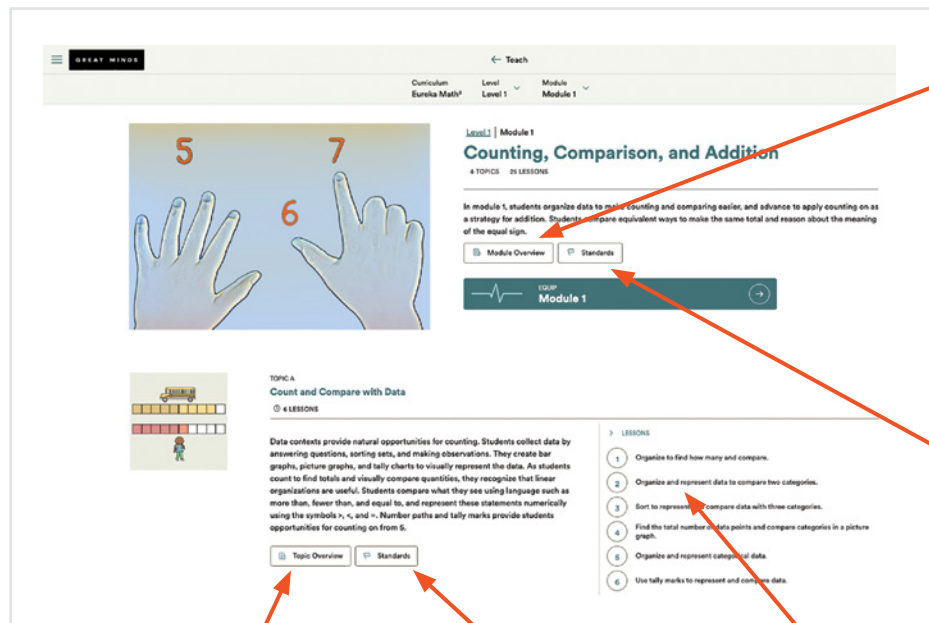 GREAT MINDS
← Teach
Curriculum
Eureka Math²
Level
Level 1
Module
Module 1
5
7
6
Level 1 | Module 1
Counting, Comparison, and Addition
4 TOPICS 25 LESSONS
In module 1, students organize data to make counting and comparing easier, and advance to apply counting on as
a strategy for addition. Students compare equivalent ways to make the same total and reason about the meaning
of the equal sign.
Module Overview
Standards
EQUIP
Module 1
TOPIC A
Count and Compare with Data
6 LESSONS
Data contexts provide natural opportunities for counting. Students collect data by
answering questions, sorting sets, and making observations. They create bar
graphs, picture graphs, and tally charts to visually represent the data. As students
count to find totals and visually compare quantities, they recognize that linear
organizations are useful. Students compare what they see using language such as
more than, fewer than, and equal to, and represent these statements numerically
using the symbols >, <, and =. Number paths and tally marks provide students
opportunities for counting on from 5.
Topic Overview
Standards
> LESSONS
1 Organize to find how many and compare.
2 Organize and represent data to compare two categories.
3 Sort to represent and compare data with three categories.
4 Find the total number of data points and compare categories in a picture
graph.
5 Organize and represent categorical data.
6 Use tally marks to represent and compare data.